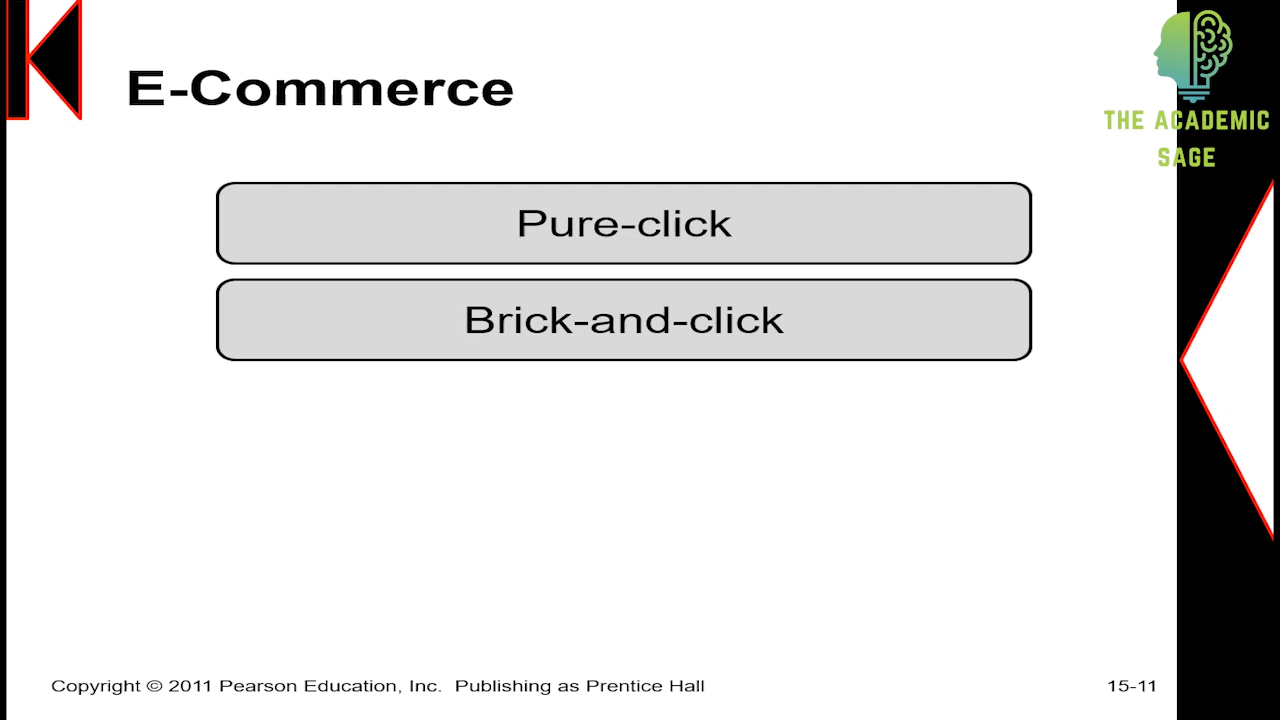 E-Commerce
THE ACADEMIC
SAGE
Pure-click
Brick-and-click
Copyright © 2011 Pearson Education, Inc.  Publishing as Prentice Hall
15-11